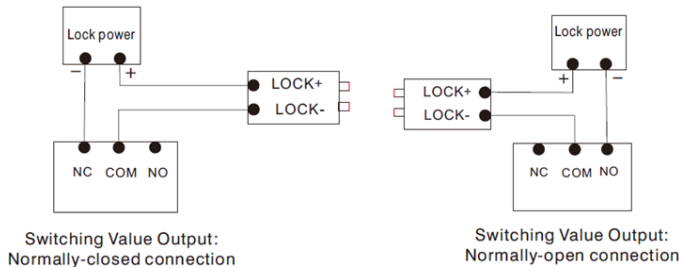 Lock power
− +
LOCK+
LOCK-
NC COM NO
Switching Value Output:
Normally-closed connection
Lock power
+ −
LOCK+
LOCK-
NC COM NO
Switching Value Output:
Normally-open connection